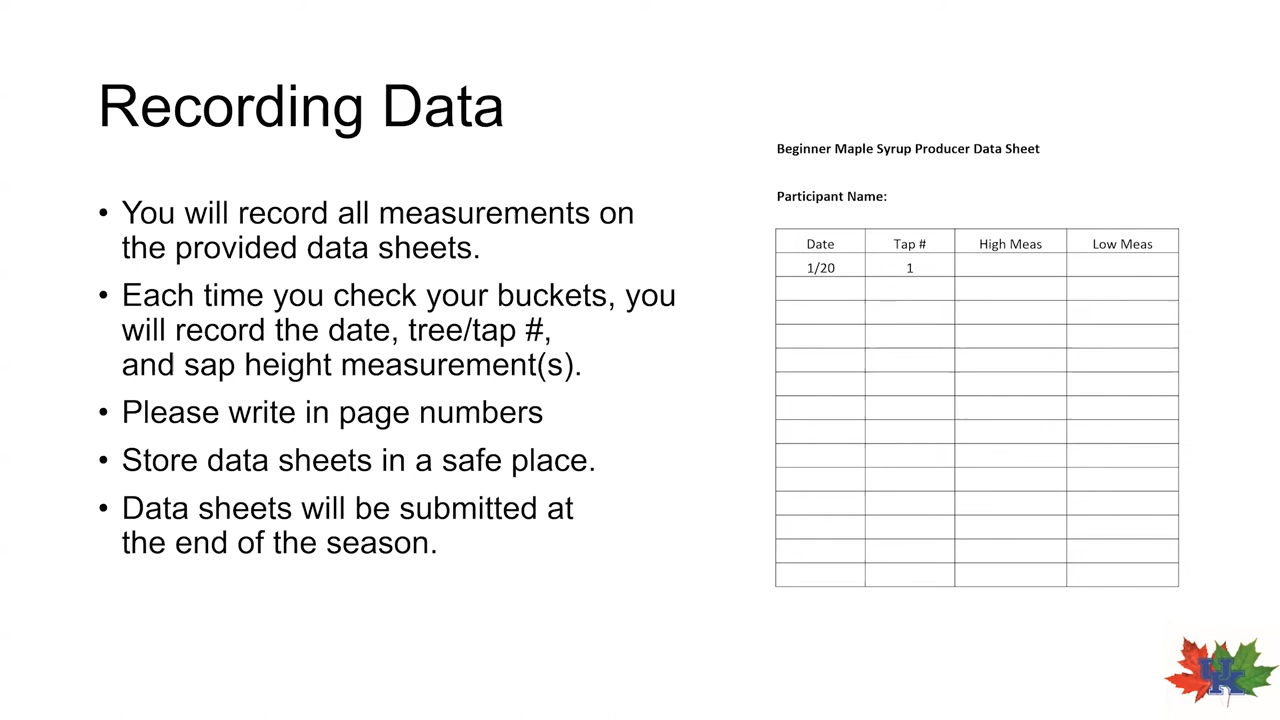 Recording Data
• You will record all measurements on
the provided data sheets.
• Each time you check your buckets, you
will record the date, tree/tap #,
and sap height measurement(s).
• Please write in page numbers
• Store data sheets in a safe place.
• Data sheets will be submitted at
the end of the season.
Beginner Maple Syrup Producer Data Sheet
Participant Name:
Date Tap # High Meas Low Meas
1/20 1
UK